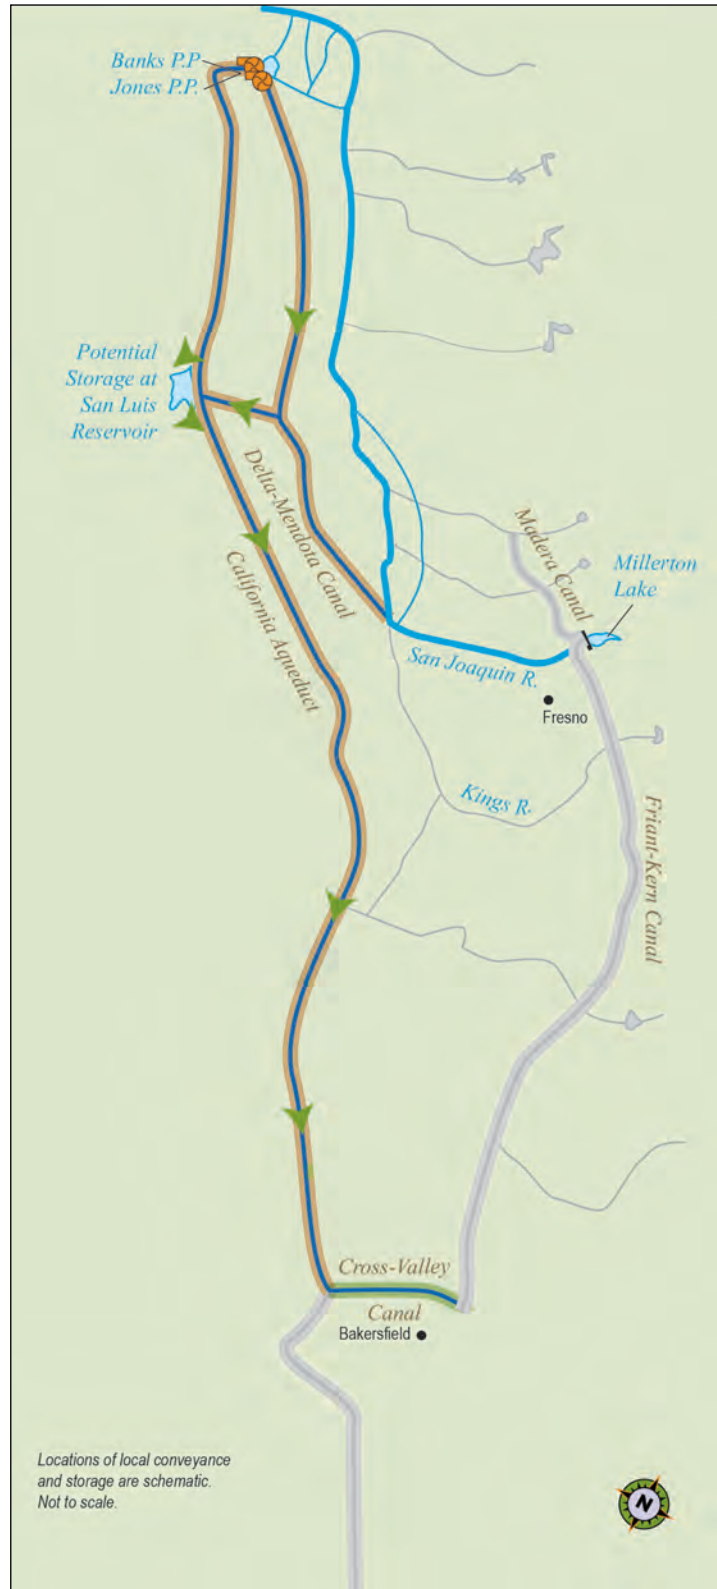 Banks P.P
Jones P.P.
Potential
Storage at
San Luis
Reservoir
Delta-Mendota Canal
California Aqueduct
Madera Canal
Millerton
Lake
San Joaquin R.
Fresno
Kings R.
Friant-Kern Canal
Cross-Valley
Canal
Bakersfield
Locations of local conveyance
and storage are schematic.
Not to scale.
N